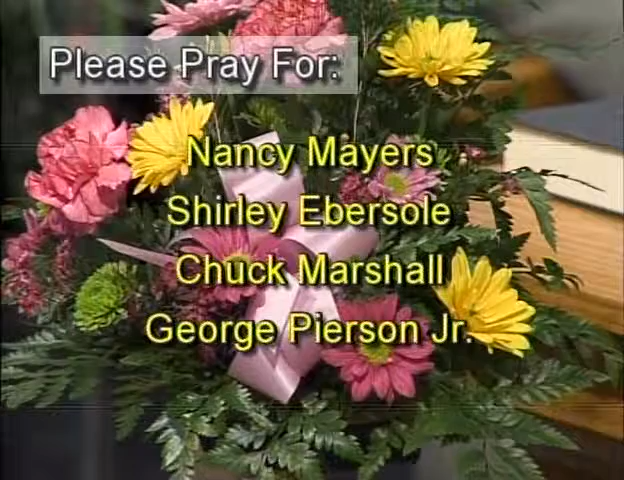 Please Pray For:
Nancy Mayers
Shirley Ebersole
Chuck Marshall
George Pierson Jr.